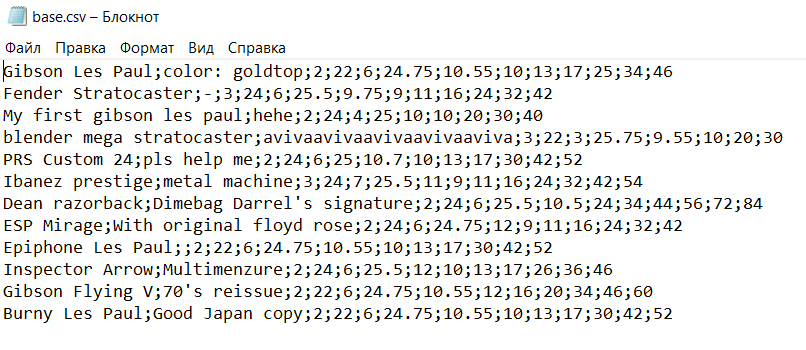 base.csv – Блокнот
Файл Правка Формат Вид Справка
Gibson Les Paul;color: goldtop;2;22;6;24.75;10.55;10;13;17;25;34;46
Fender Stratocaster;-;3;24;6;25.5;9.75;9;11;16;24;32;42
My first gibson les paul;hehe;2;24;4;25;10;10;20;30;40
blender mega stratocaster;avivaavivaavivaavivaaviva;3;22;3;25.75;9.55;10;20;30
PRS Custom 24;pls help me;2;24;6;25;10.7;10;13;17;30;42;52
Ibanez prestige;metal machine;3;24;7;25.5;11;9;11;16;24;32;42;54
Dean razorback;Dimebag Darrel's signature;2;24;6;25.5;10.5;24;34;44;56;72;84
ESP Mirage;With original floyd rose;2;24;6;24.75;12;9;11;16;24;32;42
Epiphone Les Paul;;2;22;6;24.75;10.55;10;13;17;30;42;52
Inspector Arrow;Multimenzure;2;24;6;25.5;12;10;13;17;26;36;46
Gibson Flying V;70's reissue;2;22;6;24.75;10.55;12;16;20;34;46;60
Burny Les Paul;Good Japan copy;2;22;6;24.75;10.55;10;13;17;30;42;52